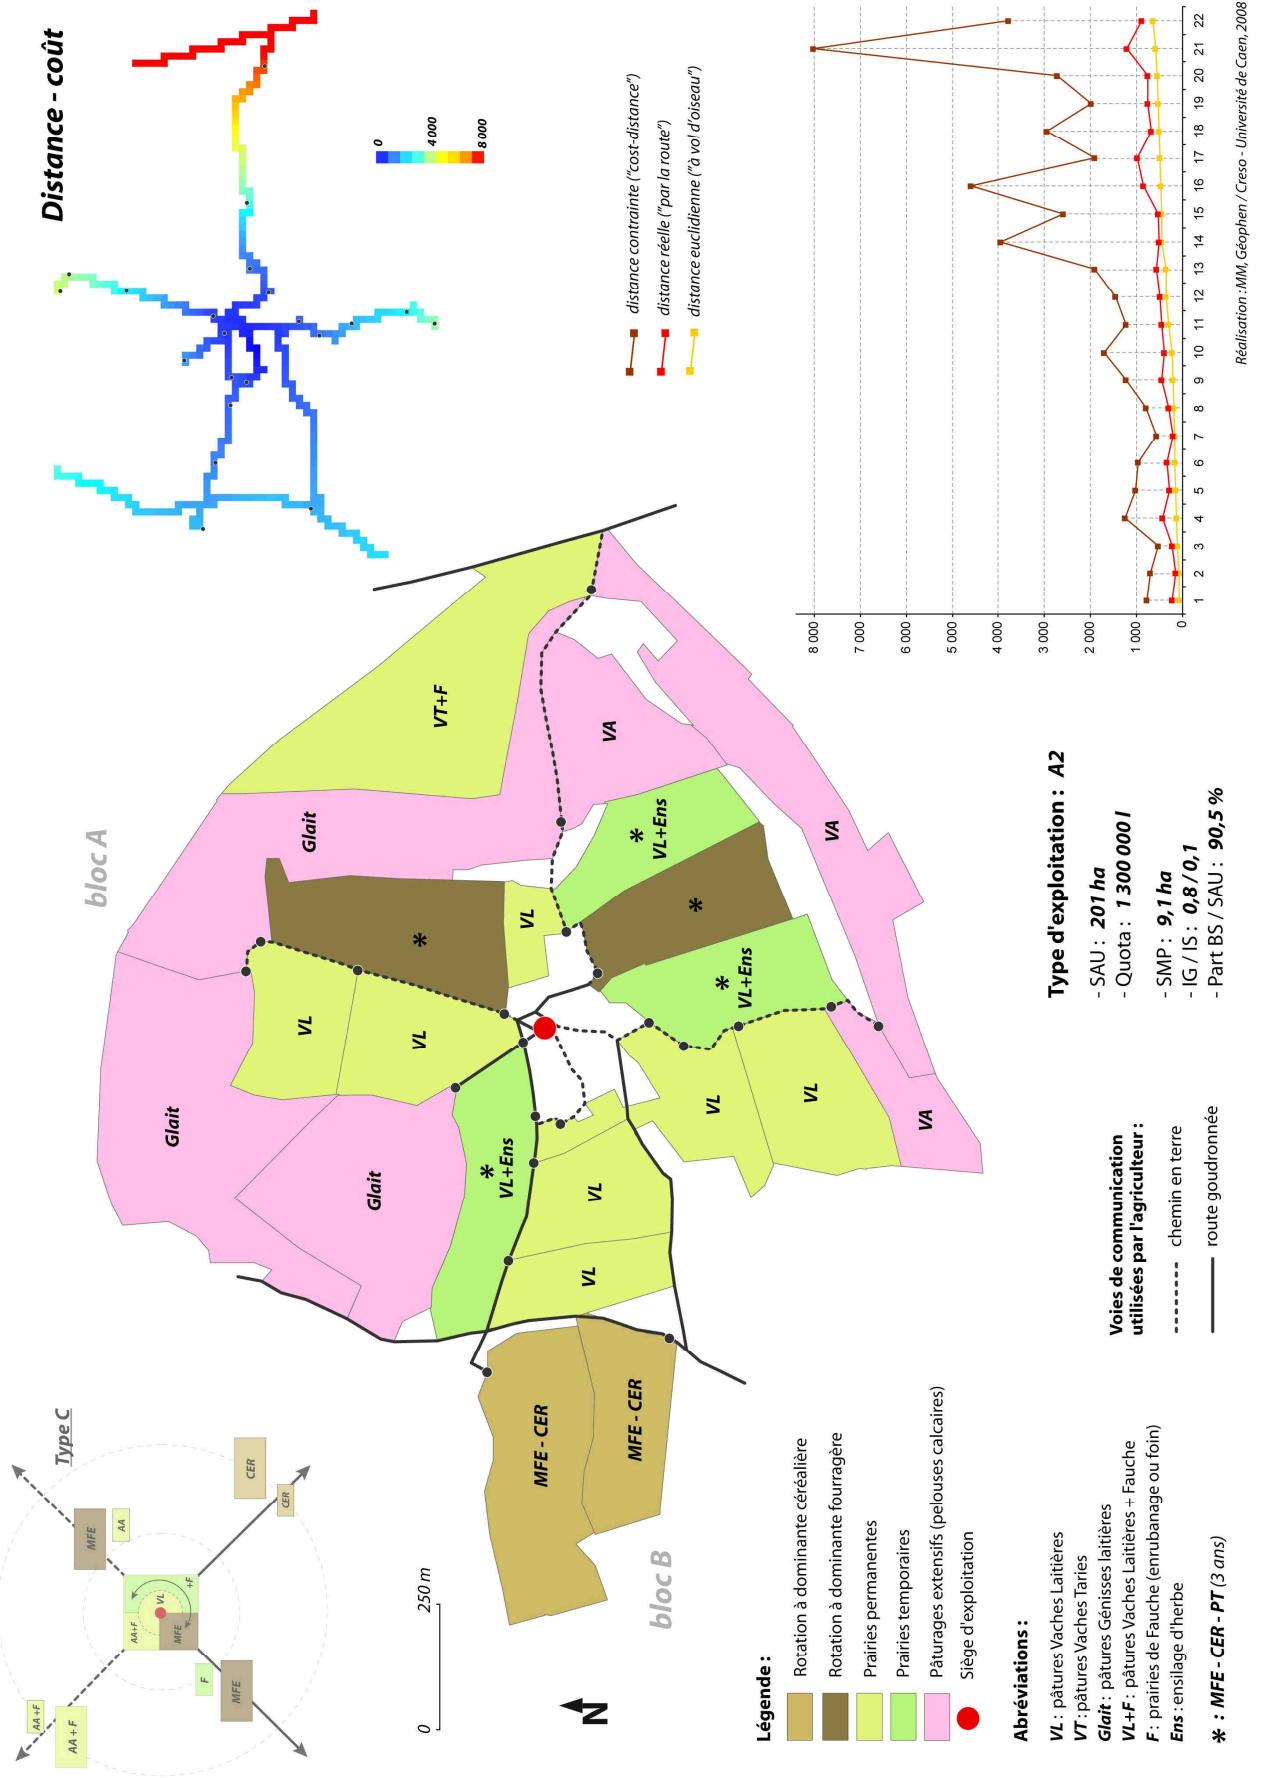 Type C
AA+F
AA + F
MFE
AA
AA+F
VL
MFE
+F
F
MFE
CER
CER
bloc A
Distance - coût
0
4000
8 000
Glait
Glait
Glait
VL
VL
*
VT+F
VL
*
VL+Ens
VL
VL
MFE - CER
MFE - CER
bloc B
VA
*
VL+Ens
*
*
VL+Ens
VL
VL
VA
VA
0
250 m
N
distance contrainte ("cost-distance")
distance réelle ("par la route")
distance euclidienne ("à vol d'oiseau")
8 000
7 000
6 000
5 000
4 000
3 000
2 000
1 000
0
1 2 3 4 5 6 7 8 9 10 11 12 13 14 15 16 17 18 19 20 21 22
Réalisation : MM, Géophen / Creso - Université de Caen, 2008
Légende :
Rotation à dominante céréalière
Rotation à dominante fourragère
Prairies permanentes
Prairies temporaires
Pâturages extensifs (pelouses calcaires)
Siège d'exploitation
Abréviations :
VL : pâtures Vaches Laitières
VT : pâtures Vaches Taries
Glait : pâtures Génisses laitières
VL+F : pâtures Vaches Laitières + Fauche
F : prairies de Fauche (enrubanage ou foin)
Ens : ensilage d'herbe
* : MFE - CER - PT (3 ans)
Voies de communication
utilisées par l'agriculteur :
chemin en terre
route goudronnée
Type d'exploitation : A2
- SAU : 201 ha
- Quota : 1 300 000 l
- SMP : 9,1 ha
- IG / IS : 0,8 / 0,1
- Part BS / SAU : 90,5 %